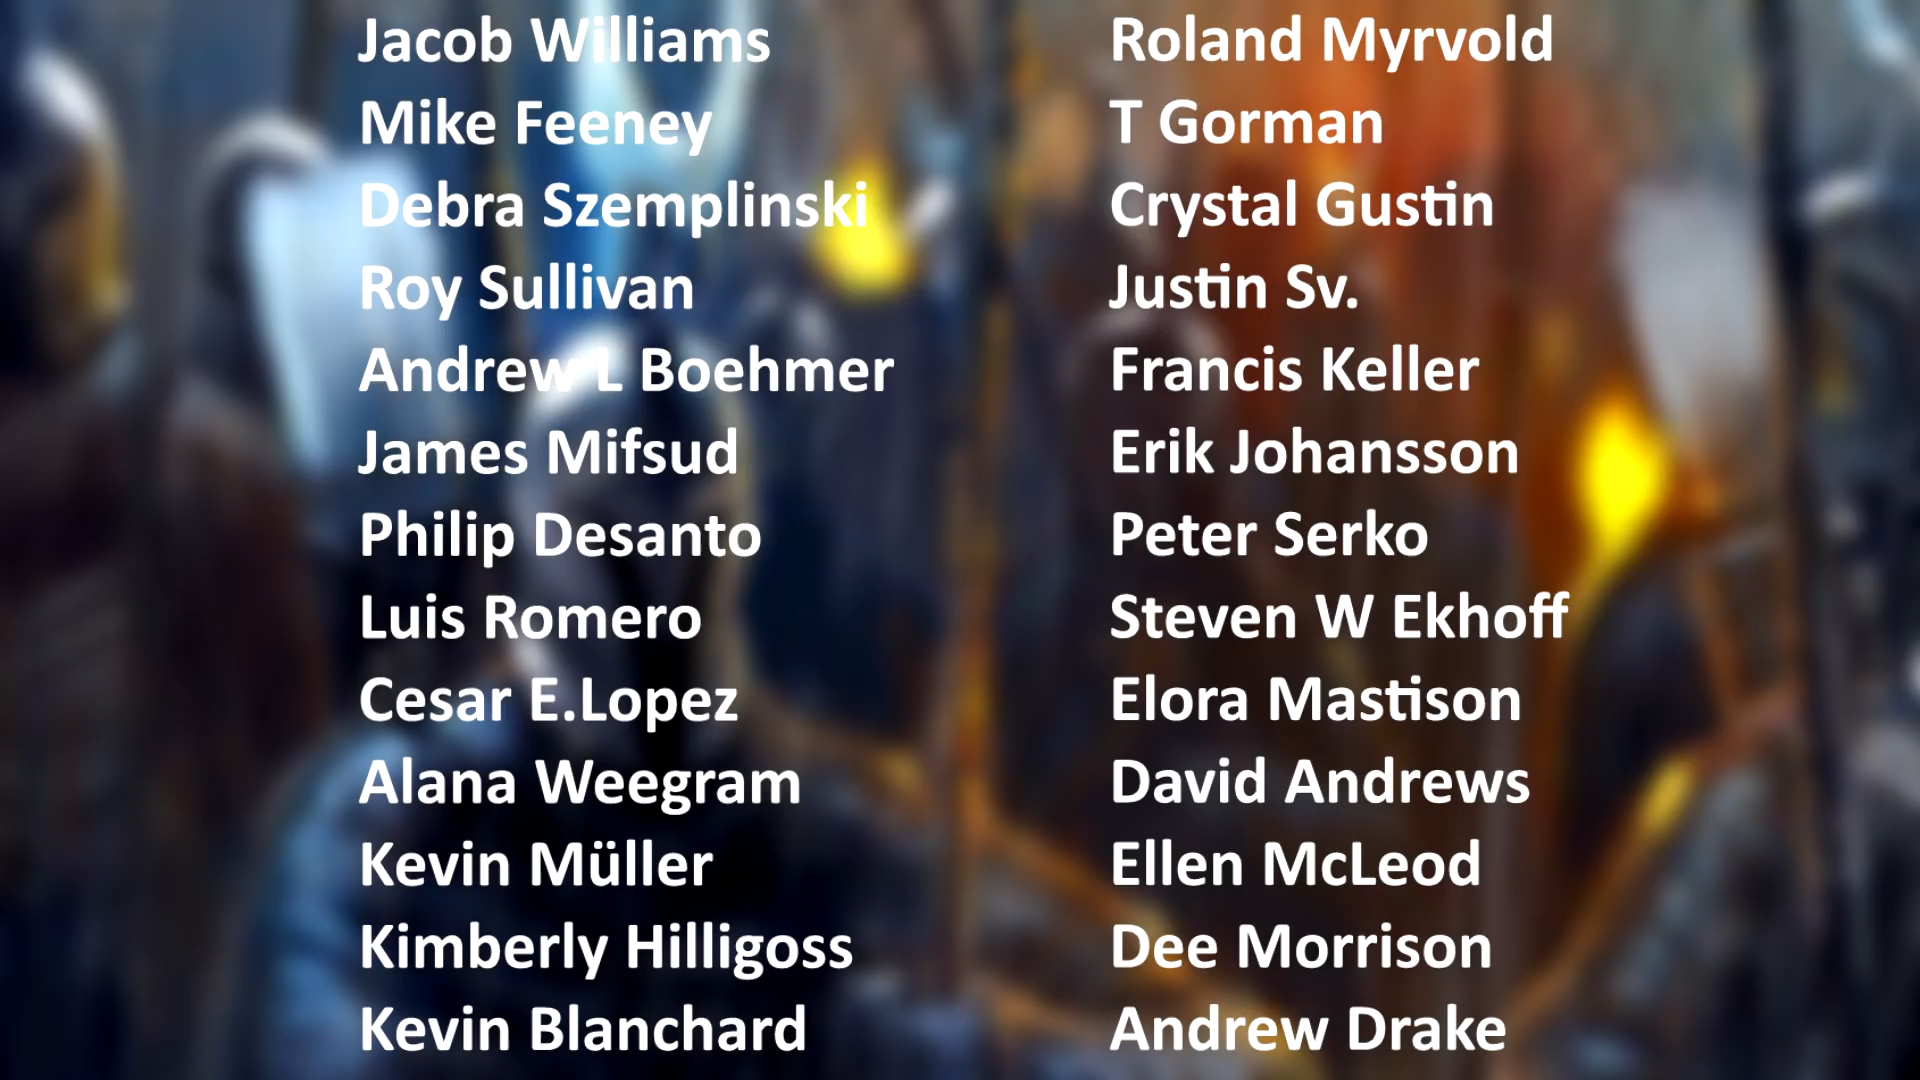 Jacob Williams
Mike Feeney
Debra Szemplinski
Roy Sullivan
Andrew L Boehmer
James Mifsud
Philip Desanto
Luis Romero
Cesar E.Lopez
Alana Weegram
Kevin Müller
Kimberly Hilligoss
Kevin Blanchard
Roland Myrvold
T Gorman
Crystal Gustin
Justin Sv.
Francis Keller
Erik Johansson
Peter Serko
Steven W Ekhoff
Elora Mastison
David Andrews
Ellen McLeod
Dee Morrison
Andrew Drake